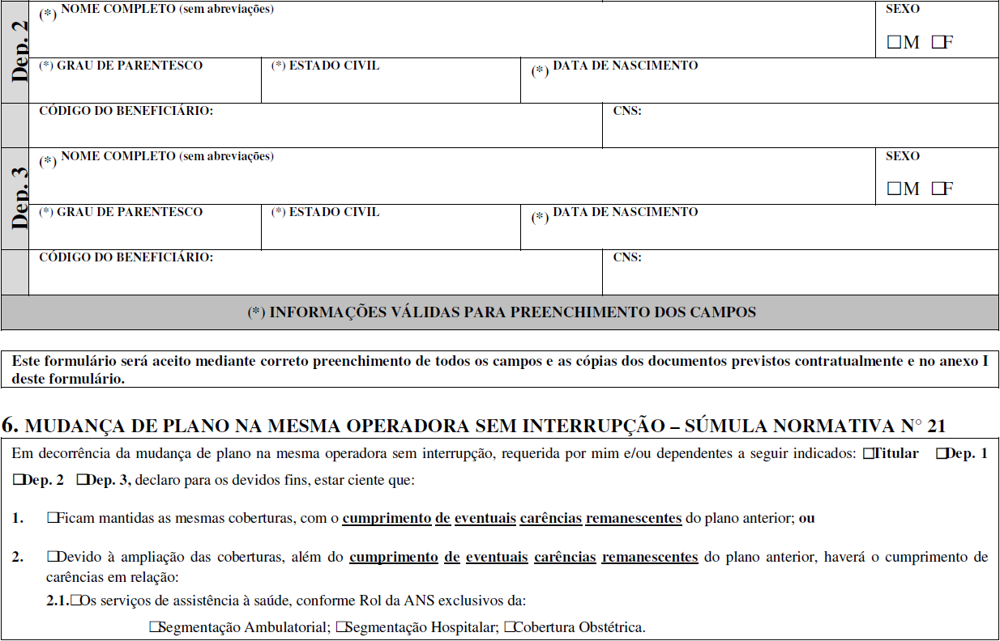 Dep. 2
(*) NOME COMPLETO (sem abreviações)
SEXO
☐M ☐F
(*) GRAU DE PARENTESCO
(*) ESTADO CIVIL
(*) DATA DE NASCIMENTO
CÓDIGO DO BENEFICIÁRIO:
CNS:
Dep. 3
(*) NOME COMPLETO (sem abreviações)
SEXO
☐M ☐F
(*) GRAU DE PARENTESCO
(*) ESTADO CIVIL
(*) DATA DE NASCIMENTO
CÓDIGO DO BENEFICIÁRIO:
CNS:
(*) INFORMAÇÕES VÁLIDAS PARA PREENCHIMENTO DOS CAMPOS
Este formulário será aceito mediante correto preenchimento de todos os campos e as cópias dos documentos previstos contratualmente e no anexo I
deste formulário.
6. MUDANÇA DE PLANO NA MESMA OPERADORA SEM INTERRUPÇÃO – SÚMULA NORMATIVA N° 21
Em decorrência da mudança de plano na mesma operadora sem interrupção, requerida por mim e/ou dependentes a seguir indicados: ☐Titular ☐Dep. 1
☐Dep. 2 ☐Dep. 3, declaro para os devidos fins, estar ciente que:
1. ☐Ficam mantidas as mesmas coberturas, com o cumprimento de eventuais carências remanescentes do plano anterior; ou
2. ☐Devido à ampliação das coberturas, além do cumprimento de eventuais carências remanescentes do plano anterior, haverá o cumprimento de
carências em relação:
2.1.☐Os serviços de assistência à saúde, conforme Rol da ANS exclusivos da:
☐Segmentação Ambulatorial; ☐Segmentação Hospitalar; ☐Cobertura Obstétrica.